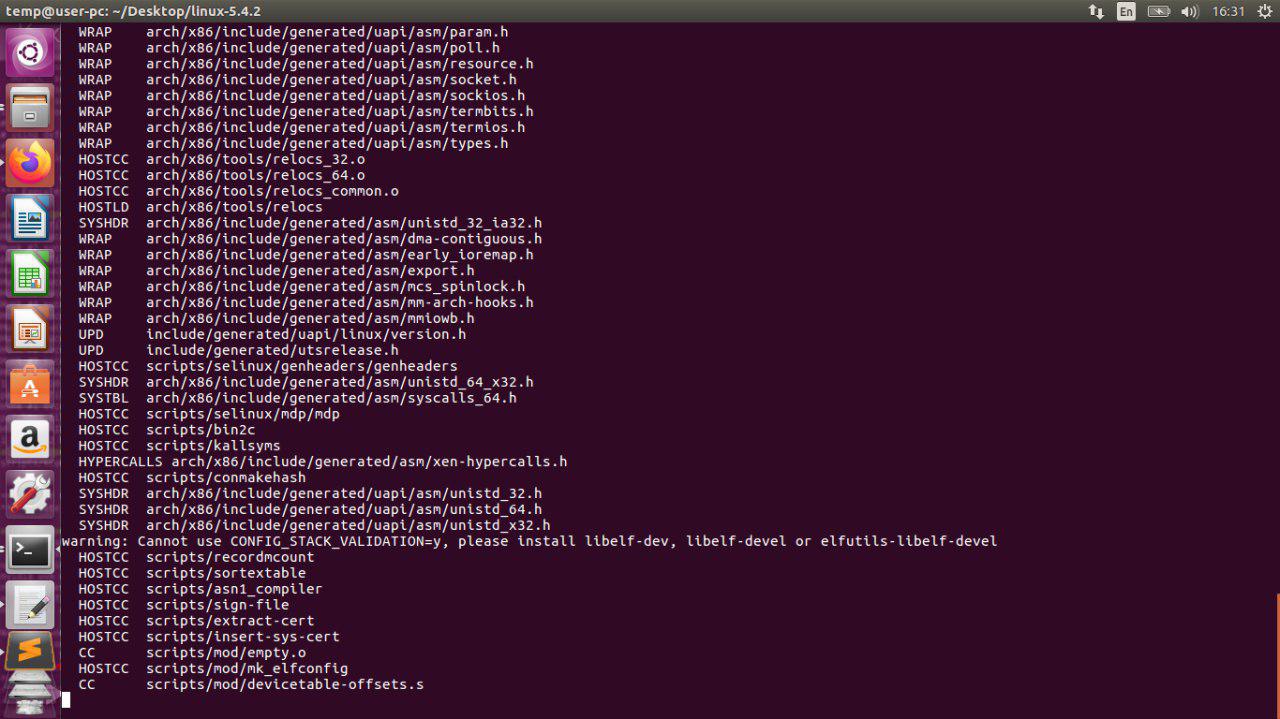 temp@user-pc: ~/Desktop/linux-5.4.2 En 16:31
WRAP arch/x86/include/generated/uapi/asm/param.h
WRAP arch/x86/include/generated/uapi/asm/poll.h
WRAP arch/x86/include/generated/uapi/asm/resource.h
WRAP arch/x86/include/generated/uapi/asm/socket.h
WRAP arch/x86/include/generated/uapi/asm/sockios.h
WRAP arch/x86/include/generated/uapi/asm/termbits.h
WRAP arch/x86/include/generated/uapi/asm/termios.h
WRAP arch/x86/include/generated/uapi/asm/types.h
HOSTCC arch/x86/tools/relocs_32.o
HOSTCC arch/x86/tools/relocs_64.o
HOSTCC arch/x86/tools/relocs_common.o
HOSTLD arch/x86/tools/relocs
SYSHDR arch/x86/include/generated/asm/unistd_32_ia32.h
WRAP arch/x86/include/generated/asm/dma-contiguous.h
WRAP arch/x86/include/generated/asm/early_ioremap.h
WRAP arch/x86/include/generated/asm/export.h
WRAP arch/x86/include/generated/asm/mcs_spinlock.h
WRAP arch/x86/include/generated/asm/mm-arch-hooks.h
WRAP arch/x86/include/generated/asm/mmiowb.h
UPD include/generated/uapi/linux/version.h
UPD include/generated/utsrelease.h
HOSTCC scripts/selinux/genheaders/genheaders
SYSHDR arch/x86/include/generated/asm/unistd_64_x32.h
SYSTBL arch/x86/include/generated/asm/syscalls_64.h
HOSTCC scripts/selinux/mdp/mdp
HOSTCC scripts/bin2c
HOSTCC scripts/kallsyms
HYPERCALLS arch/x86/include/generated/asm/xen-hypercalls.h
HOSTCC scripts/conmakehash
SYSHDR arch/x86/include/generated/uapi/asm/unistd_32.h
SYSHDR arch/x86/include/generated/uapi/asm/unistd_64.h
SYSHDR arch/x86/include/generated/uapi/asm/unistd_x32.h
warning: Cannot use CONFIG_STACK_VALIDATION=y, please install libelf-dev, libelf-devel or elfutils-libelf-devel
HOSTCC scripts/recordmcount
HOSTCC scripts/sortextable
HOSTCC scripts/asn1_compiler
HOSTCC scripts/sign-file
HOSTCC scripts/extract-cert
HOSTCC scripts/insert-sys-cert
CC scripts/mod/empty.o
HOSTCC scripts/mod/mk_elfconfig
CC scripts/mod/devicetable-offsets.s